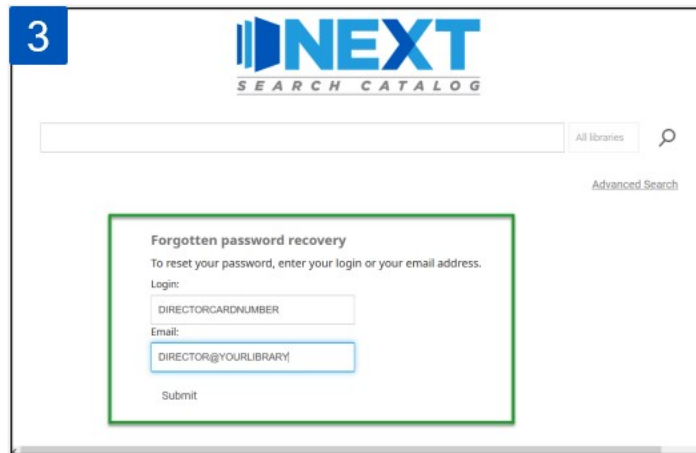 3
NEXT
SEARCH CATALOG
All libraries
Advanced Search
Forgotten password recovery
To reset your password, enter your login or your email address.
Login:
DIRECTORCARDNUMBER
Email:
DIRECTOR@YOURLIBRARY
Submit